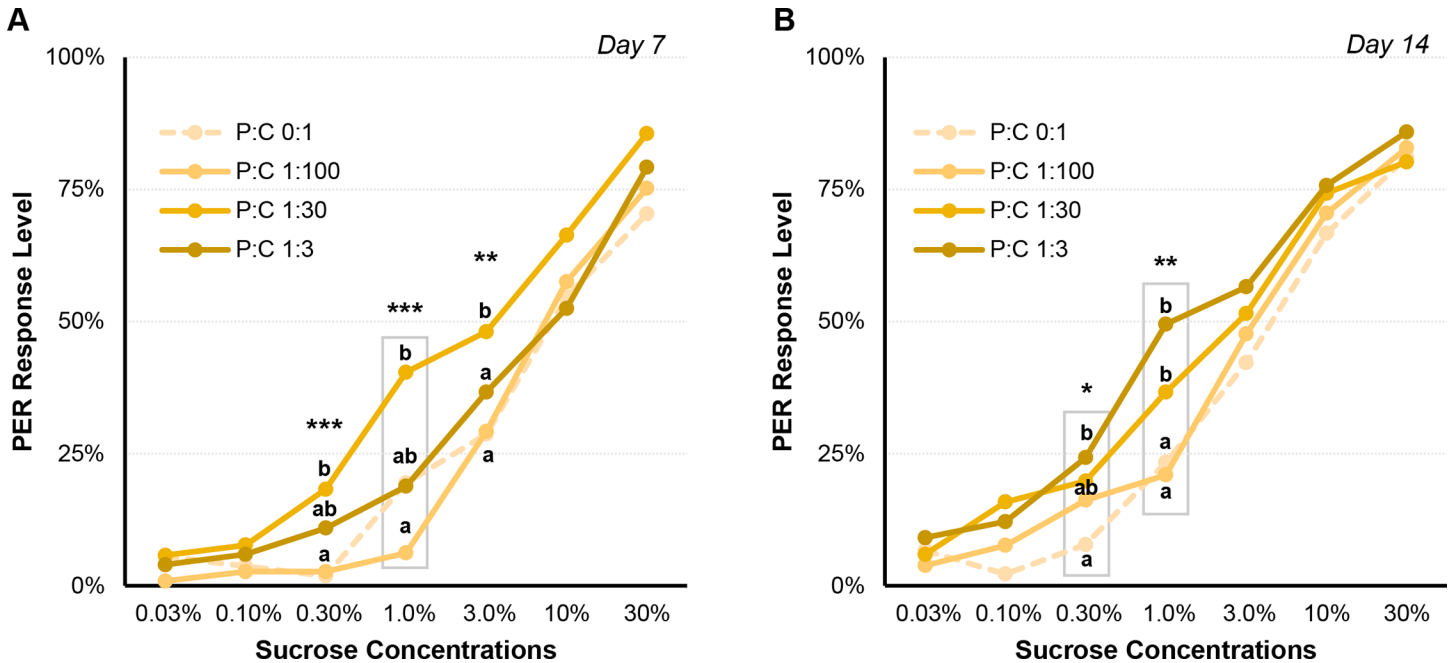 A
Day 7
100%
75%
50%
25%
0%
PER Response Level
P:C 0:1
P:C 1:100
P:C 1:30
P:C 1:3
***
b
ab
a
***
b
ab
a
**
b
a
a
0.03% 0.10% 0.30% 1.0% 3.0% 10% 30%
Sucrose Concentrations
B
Day 14
100%
75%
50%
25%
0%
PER Response Level
P:C 0:1
P:C 1:100
P:C 1:30
P:C 1:3
*
b
ab
a
**
b
b
a
a
0.03% 0.10% 0.30% 1.0% 3.0% 10% 30%
Sucrose Concentrations